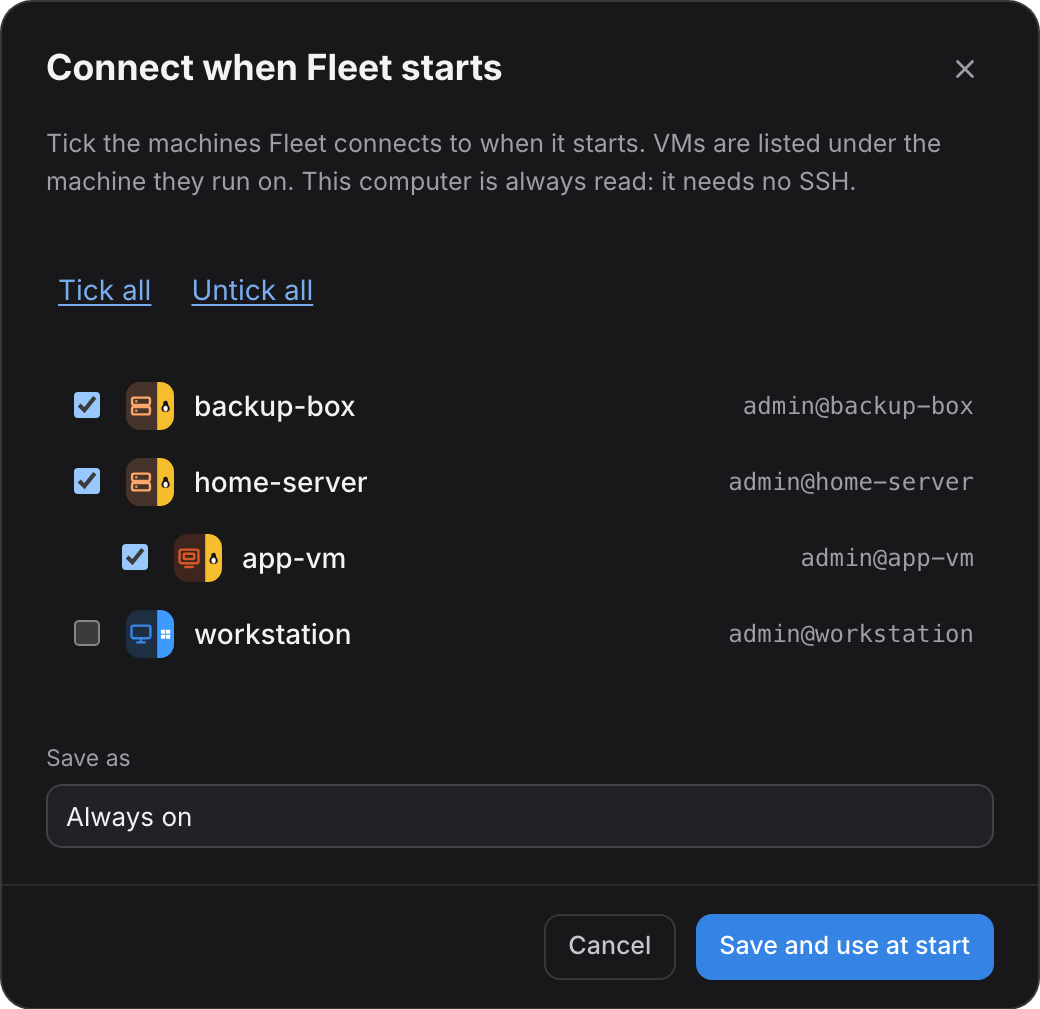 Connect when Fleet starts
Tick the machines Fleet connects to when it starts. VMs are listed under the
machine they run on. This computer is always read: it needs no SSH.
Tick all Untick all
backup-box admin@backup-box
home-server admin@home-server
app-vm admin@app-vm
workstation admin@workstation
Save as
Always on
Cancel Save and use at start